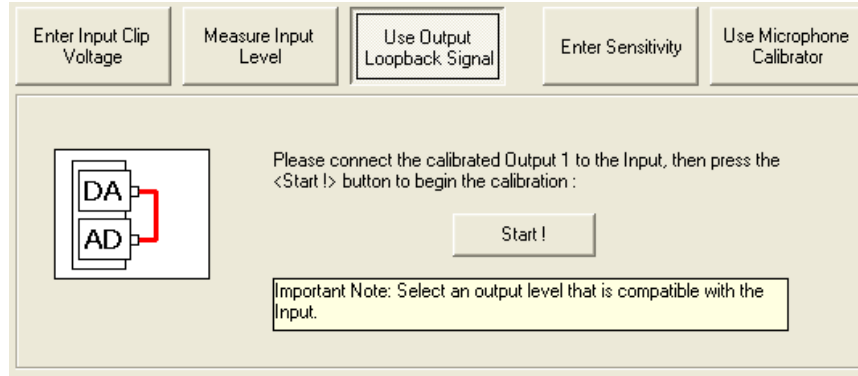 Enter Input Clip
Voltage
Measure Input
Level
Use Output
Loopback Signal
Enter Sensitivity
Use Microphone
Calibrator
DA
AD
Please connect the calibrated Output 1 to the Input, then press the
<Start !> button to begin the calibration :
Start !
Important Note: Select an output level that is compatible with the
Input.